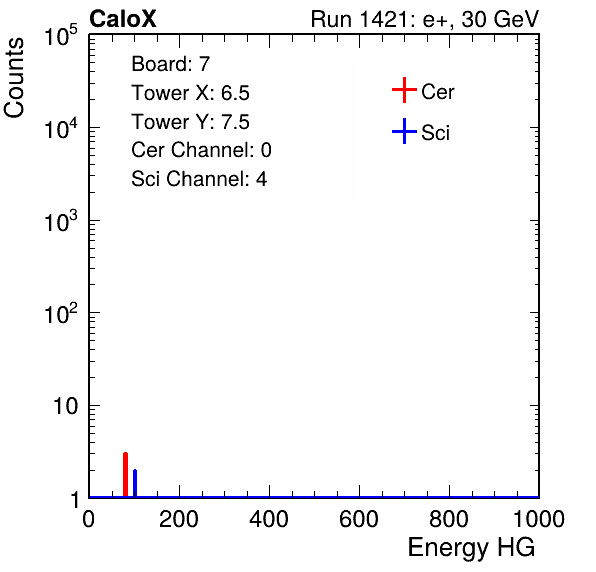 CaloX Run 1421: e+, 30 GeV
Counts
Board: 7
Tower X: 6.5
Tower Y: 7.5
Cer Channel: 0
Sci Channel: 4
Cer
Sci
10^5
10^4
10^3
10^2
10
1
0 200 400 600 800 1000
Energy HG